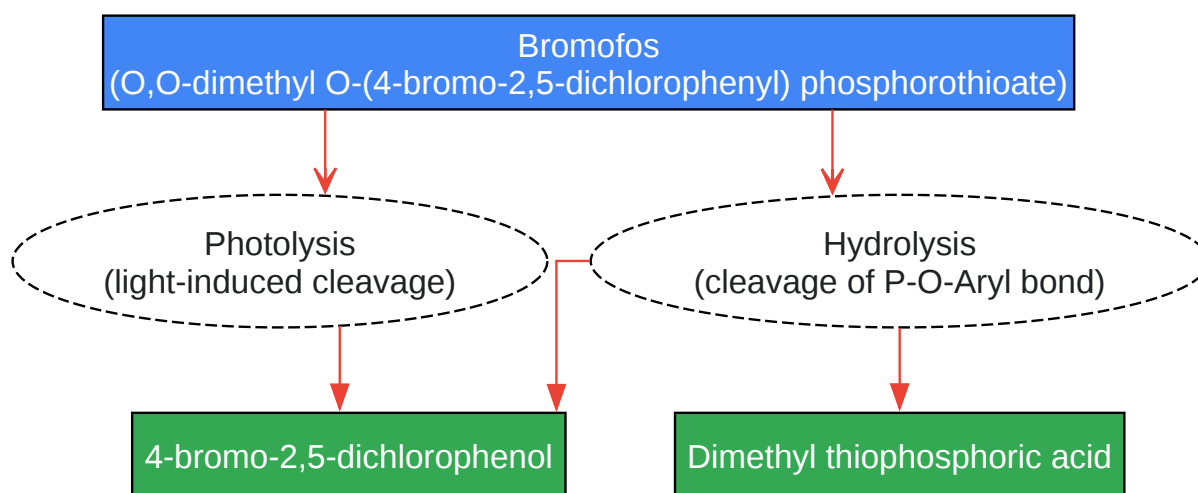 Bromofos
(O,O-dimethyl O-(4-bromo-2,5-dichlorophenyl) phosphorothioate)
Photolysis
(light-induced cleavage)
Hydrolysis
(cleavage of P-O-Aryl bond)
4-bromo-2,5-dichlorophenol
Dimethyl thiophosphoric acid